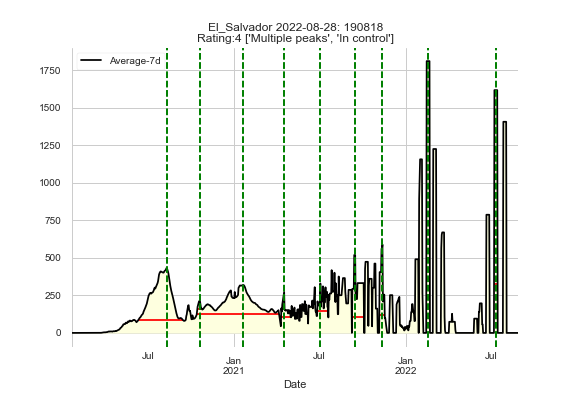 El_Salvador 2022-08-28: 190818
Rating:4 ['Multiple peaks', 'In control']
Average-7d
1750
1500
1250
1000
750
500
250
0
Jul
Jan
2021
Jul
Jan
2022
Jul
Date